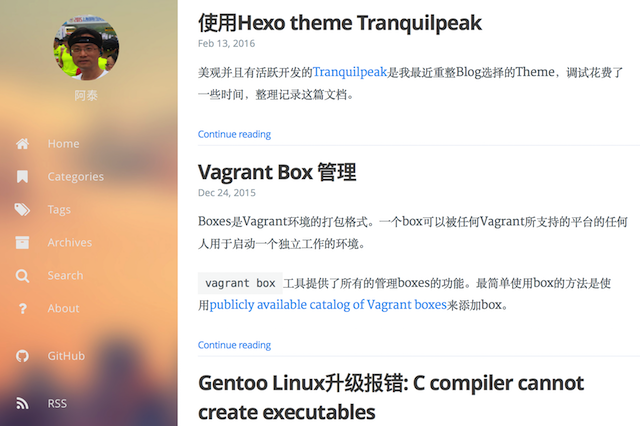 阿泰
Home
Categories
Tags
Archives
Search
About
GitHub
RSS
使用Hexo theme Tranquilpeak
Feb 13, 2016
美观并且有活跃开发的Tranquilpeak是我最近重整Blog选择的Theme，调试花费了
一些时间，整理记录这篇文档。
Continue reading
Vagrant Box 管理
Dec 24, 2015
Boxes是Vagrant环境的打包格式。一个box可以被任何Vagrant所支持的平台的任何
人用于启动一个独立工作的环境。
vagrant box 工具提供了所有的管理boxes的功能。最简单使用box的方法是使
用publicly available catalog of Vagrant boxes来添加box。
Continue reading
Gentoo Linux升级报错: C compiler cannot
create executables